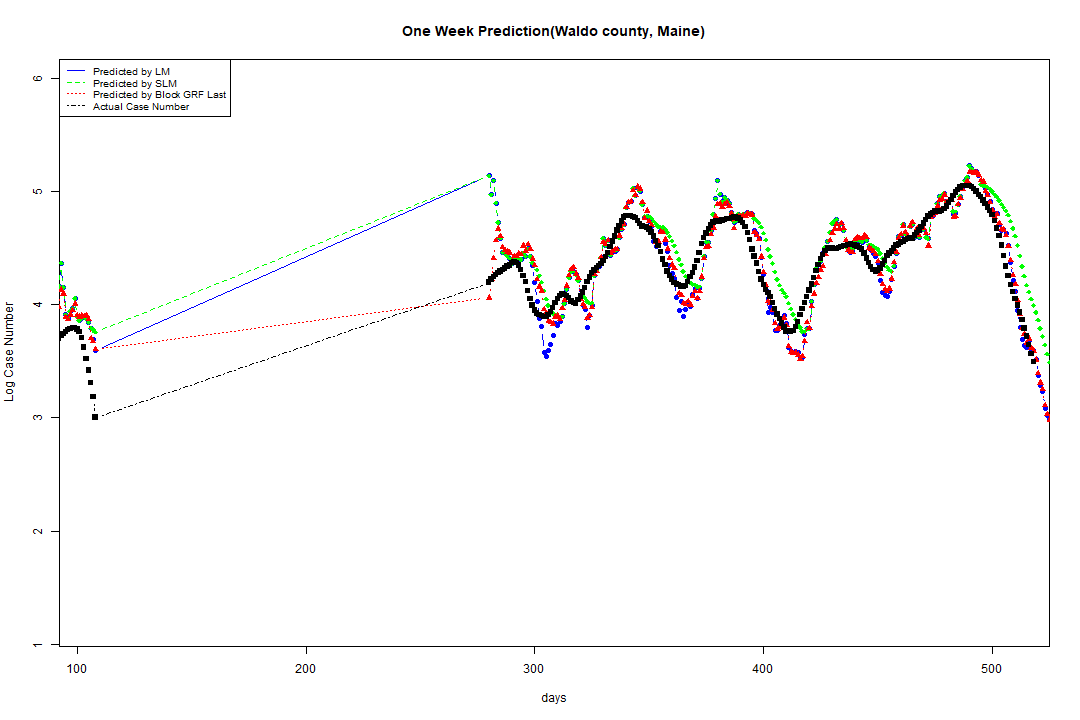 One Week Prediction(Waldo county, Maine)
Predicted by LM
Predicted by SLM
Predicted by Block GRF Last
Actual Case Number
6
5
4
3
2
1
Log Case Number
100 200 300 400 500
days